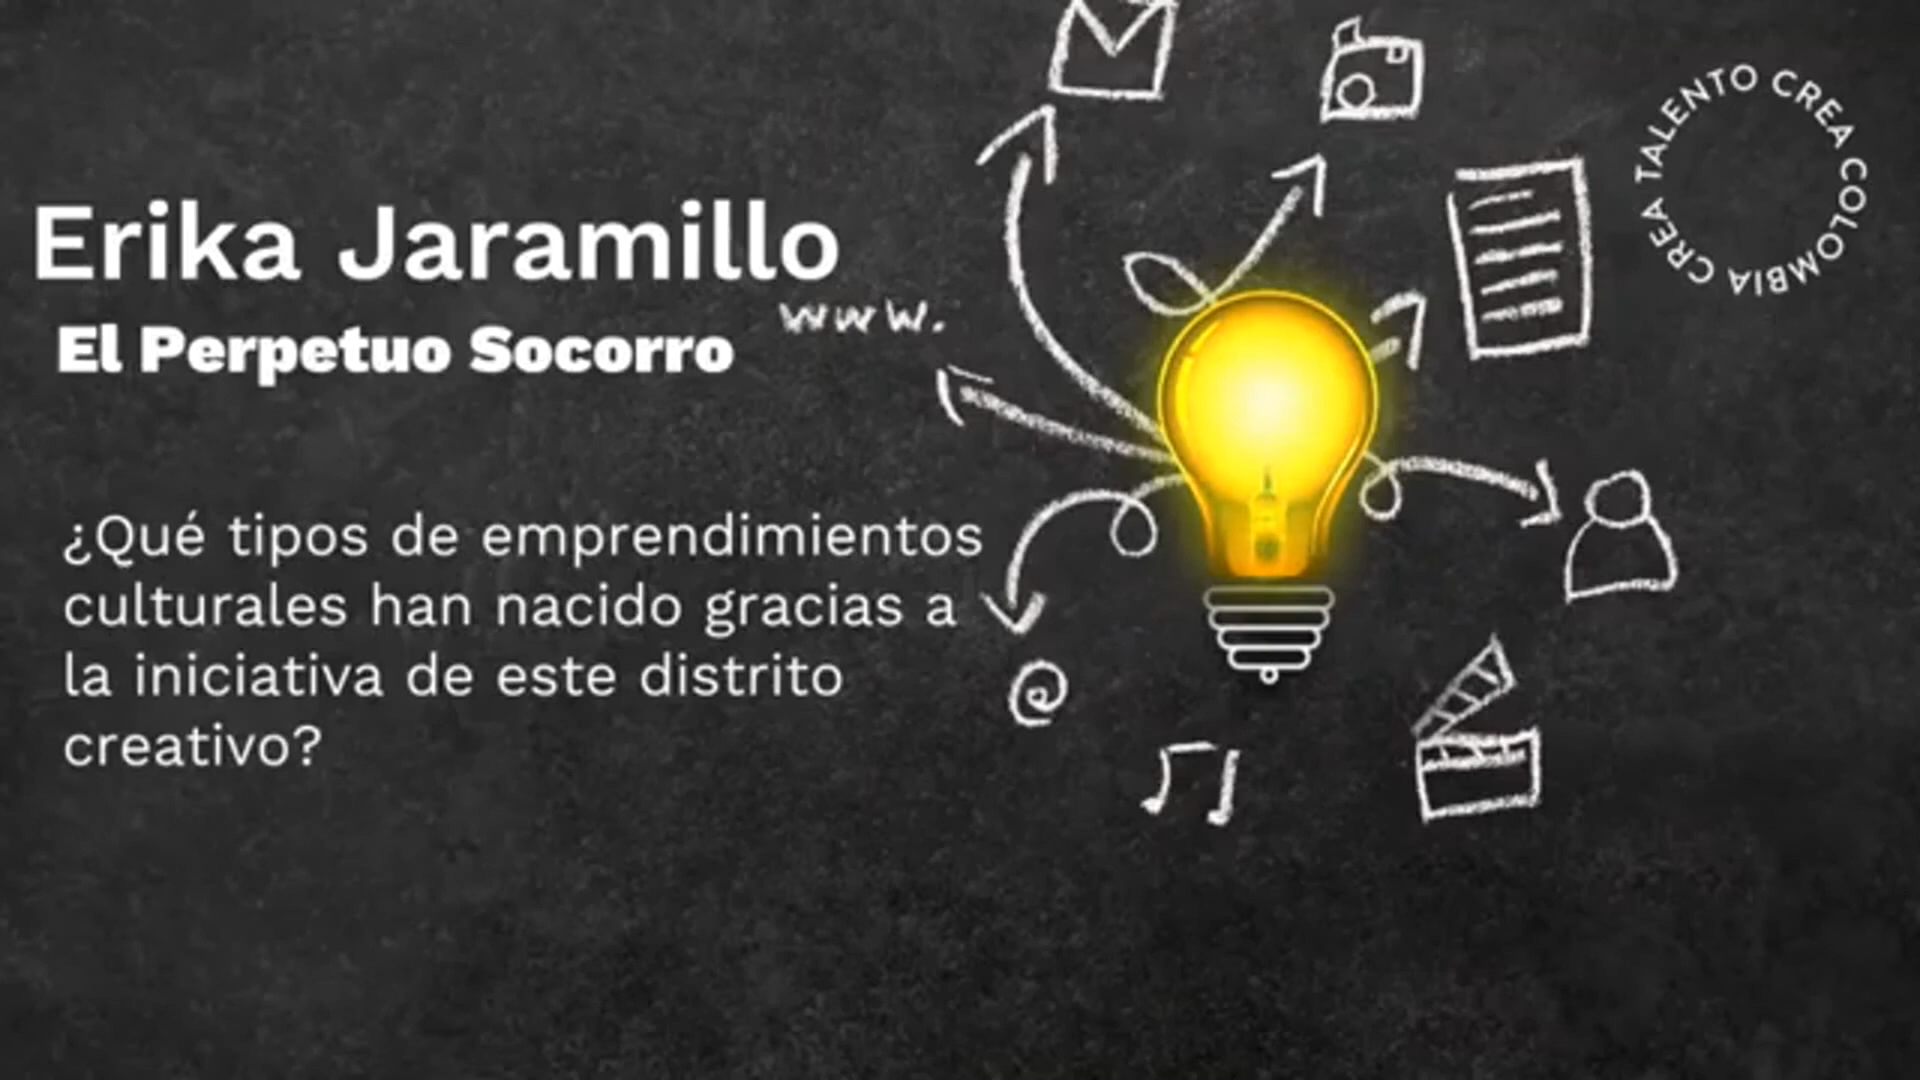 Erika Jaramillo
El Perpetuo Socorro
www.
¿Qué tipos de emprendimientos
culturales han nacido gracias a
la iniciativa de este distrito
creativo?
@
CREA TALENTO CREA COLOMBIA